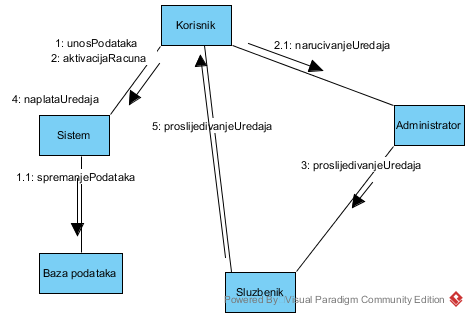 Korisnik
1: unosPodataka
2: aktivacijaRacuna
2.1: narucivanjeUredaja
4: naplataUredaja
Sistem
5: proslijedivanjeUredaja
Administrator
3: proslijedivanjeUredaja
1.1: spremanjePodataka
Baza podataka
Sluzbenik
Powered By Visual Paradigm Community Edition